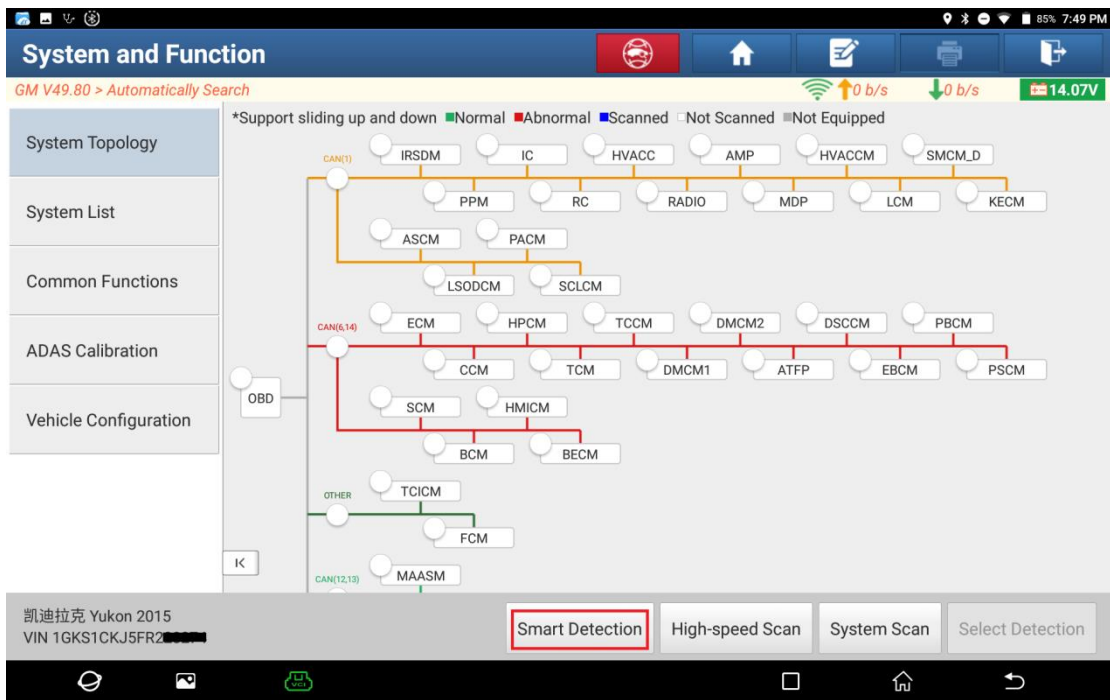 85% 7:49 PM
System and Function
GM V49.80 > Automatically Search
0 b/s 0 b/s 14.07V
System Topology
System List
Common Functions
ADAS Calibration
Vehicle Configuration
*Support sliding up and down Normal Abnormal Scanned Not Scanned Not Equipped
CAN(1)
IRSDM IC HVACC AMP HVACCM SMCM_D
PPM RC RADIO MDP LCM KECM
ASCM PACM
LSODCM SCLCM
CAN(6,14)
ECM HPCM TCCM DMCM2 DSCCM PBCM
CCM TCM DMCM1 ATFP EBCM PSCM
OBD
SCM HMICM
BCM BECM
OTHER
TCICM
FCM
CAN(12,13)
MAASM
凯迪拉克 Yukon 2015
VIN 1GKS1CKJ5FR2
Smart Detection High-speed Scan System Scan Select Detection
VCI